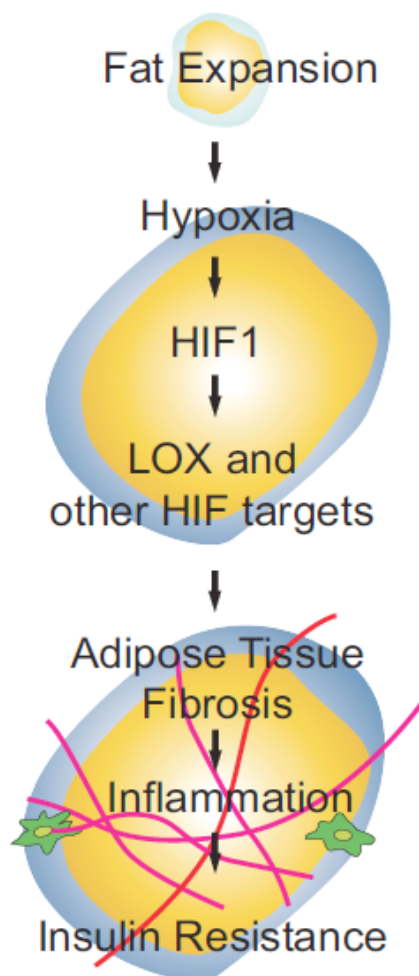 Fat Expansion
Hypoxia
HIF1
LOX and
other HIF targets
Adipose Tissue
Fibrosis
Inflammation
Insulin Resistance